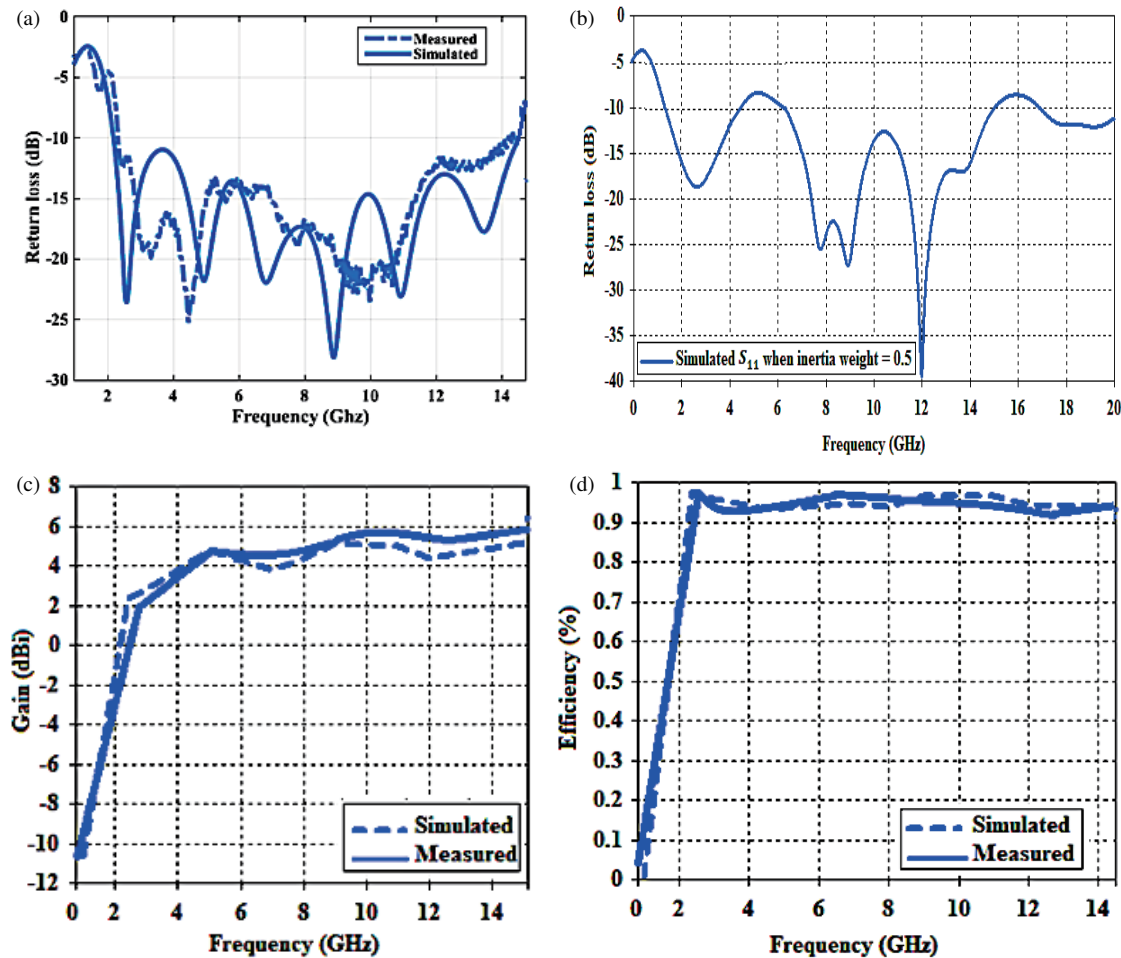 (a)
0
-5
-10
-15
-20
-25
-30
Return loss (dB)
Measured
Simulated
2 4 6 8 10 12 14
Frequency (Ghz)
(b)
0
-5
-10
-15
-20
-25
-30
-35
-40
Return loss (dB)
Simulated S₁₁ when inertia weight = 0.5
0 2 4 6 8 10 12 14 16 18 20
Frequency (GHz)
(c)
8
6
4
2
0
-2
-4
-6
-8
-10
-12
Gain (dBi)
Simulated
Measured
0 2 4 6 8 10 12 14
Frequency (GHz)
(d)
1
0.9
0.8
0.7
0.6
0.5
0.4
0.3
0.2
0.1
0
Efficiency (%)
Simulated
Measured
0 2 4 6 8 10 12 14
Frequency (GHz)